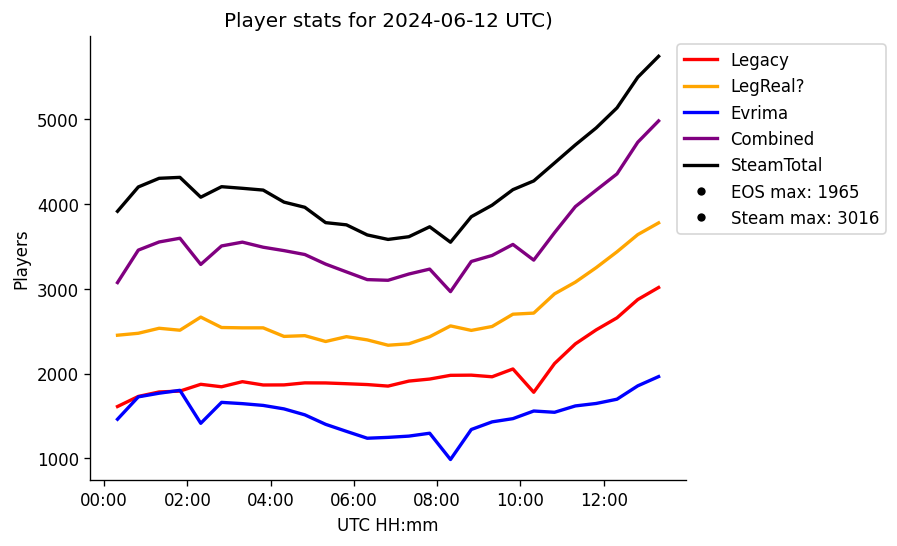 Player stats for 2024-06-12 UTC)
Legacy
LegReal?
Evrima
Combined
SteamTotal
EOS max: 1965
Steam max: 3016
Players
5000
4000
3000
2000
1000
00:00 02:00 04:00 06:00 08:00 10:00 12:00
UTC HH:mm